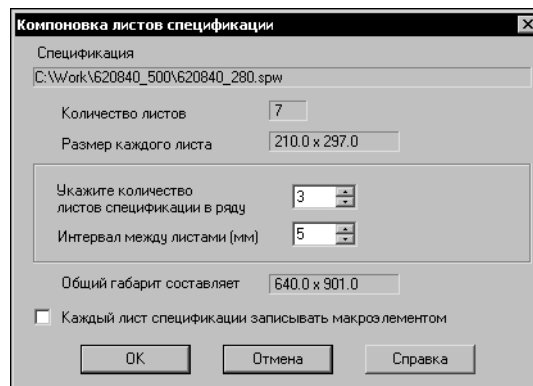 Компоновка листов спецификации
Спецификация
C:\Work\620840_500\620840_280.spw
Количество листов 7
Размер каждого листа 210.0 x 297.0
Укажите количество
листов спецификации в ряду 3
Интервал между листами (мм) 5
Общий габарит составляет 640.0 x 901.0
Каждый лист спецификации записывать макроэлементом
OK Отмена Справка